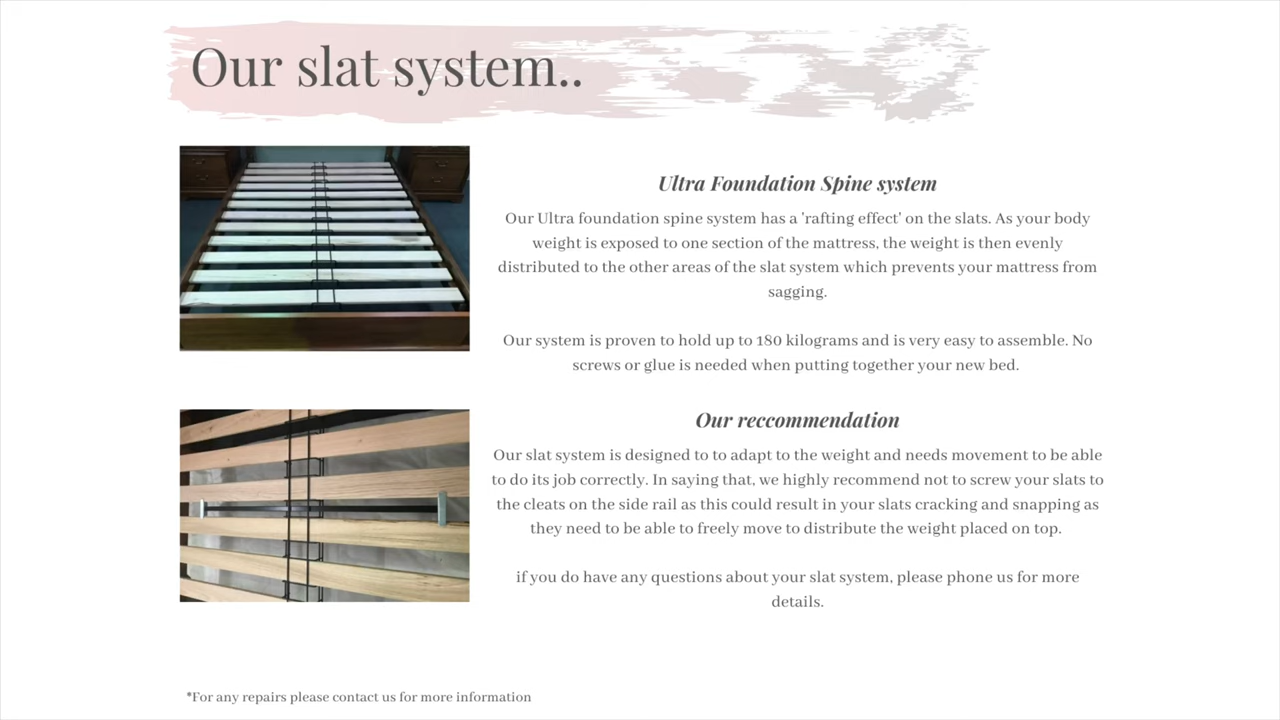 Our slat system..
Ultra Foundation Spine system
Our Ultra foundation spine system has a 'rafting effect' on the slats. As your body
weight is exposed to one section of the mattress, the weight is then evenly
distributed to the other areas of the slat system which prevents your mattress from
sagging.
Our system is proven to hold up to 180 kilograms and is very easy to assemble. No
screws or glue is needed when putting together your new bed.
Our reccommendation
Our slat system is designed to to adapt to the weight and needs movement to be able
to do its job correctly. In saying that, we highly recommend not to screw your slats to
the cleats on the side rail as this could result in your slats cracking and snapping as
they need to be able to freely move to distribute the weight placed on top.
if you do have any questions about your slat system, please phone us for more
details.
*For any repairs please contact us for more information